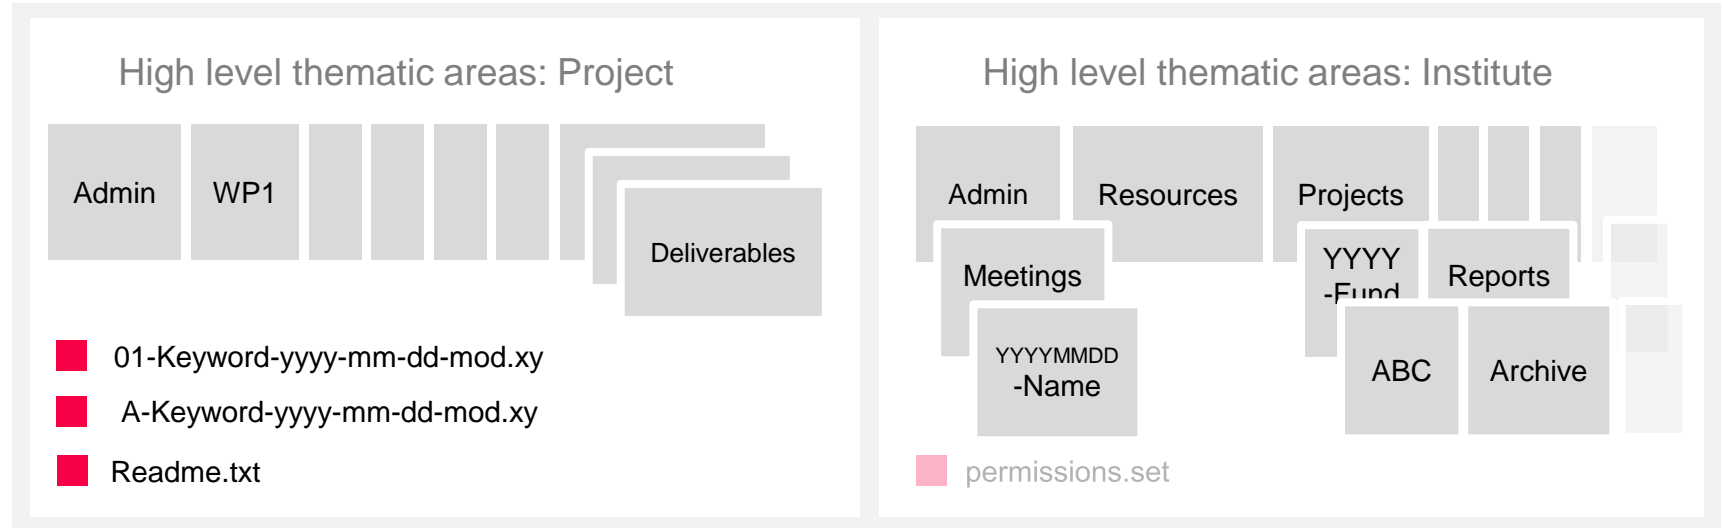 High level thematic areas: Project
Admin
WP1
Deliverables
01-Keyword-yyyy-mm-dd-mod.xy
A-Keyword-yyyy-mm-dd-mod.xy
Readme.txt
High level thematic areas: Institute
Admin
Resources
Projects
Meetings
YYYY
-Fund
Reports
YYYYMMDD
-Name
ABC
Archive
permissions.set